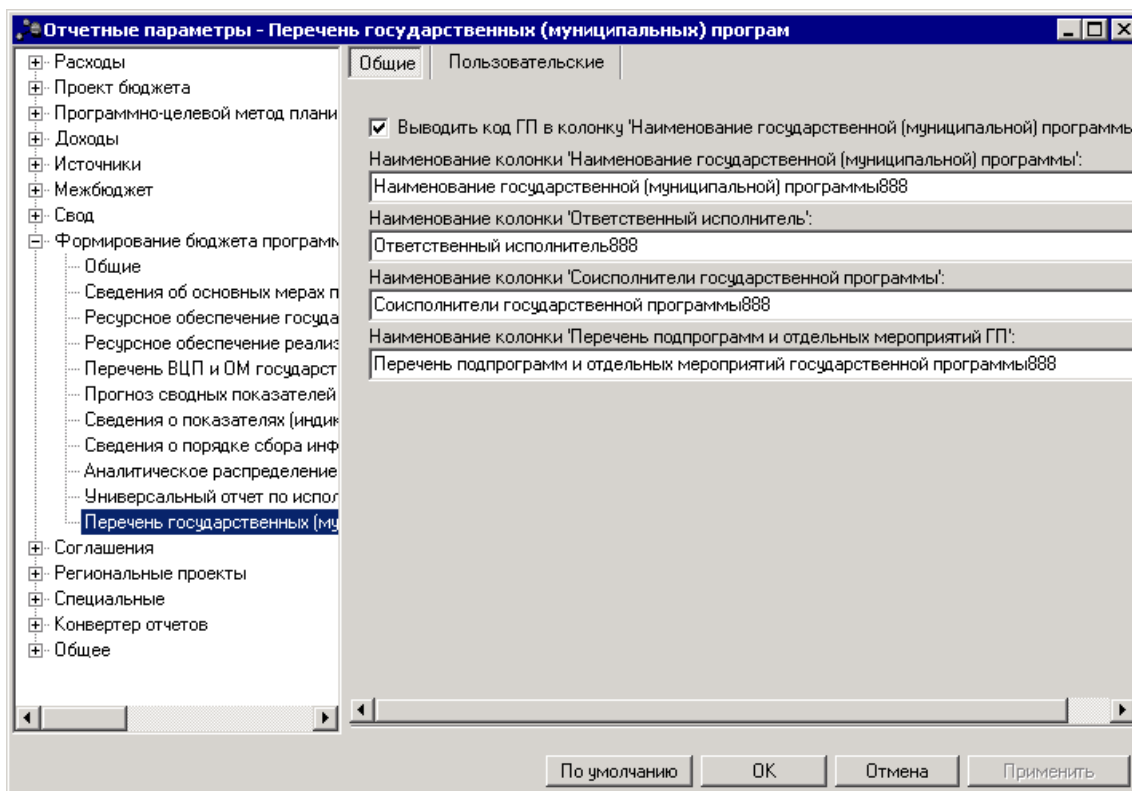 Отчетные параметры - Перечень государственных (муниципальных) програм
Расходы
Проект бюджета
Программно-целевой метод плани
Доходы
Источники
Межбюджет
Свод
Формирование бюджета програм
Общие
Сведения об основных мерах п
Ресурсное обеспечение госуда
Ресурсное обеспечение реализ
Перечень ВЦП и ОМ государст
Прогноз сводных показателей
Сведения о показателях (индик
Сведения о порядке сбора инф
Аналитическое распределение
Универсальный отчет по испол
Перечень государственных (му
Соглашения
Региональные проекты
Специальные
Конвертер отчетов
Общее
Общие
Пользовательские
Выводить код ГП в колонку 'Наименование государственной (муниципальной) программы
Наименование колонки 'Наименование государственной (муниципальной) программы':
Наименование государственной (муниципальной) программы888
Наименование колонки 'Ответственный исполнитель':
Ответственный исполнитель888
Наименование колонки 'Соисполнители государственной программы':
Соисполнители государственной программы888
Наименование колонки 'Перечень подпрограмм и отдельных мероприятий ГП':
Перечень подпрограмм и отдельных мероприятий государственной программы888
По умолчанию
OK
Отмена
Применить